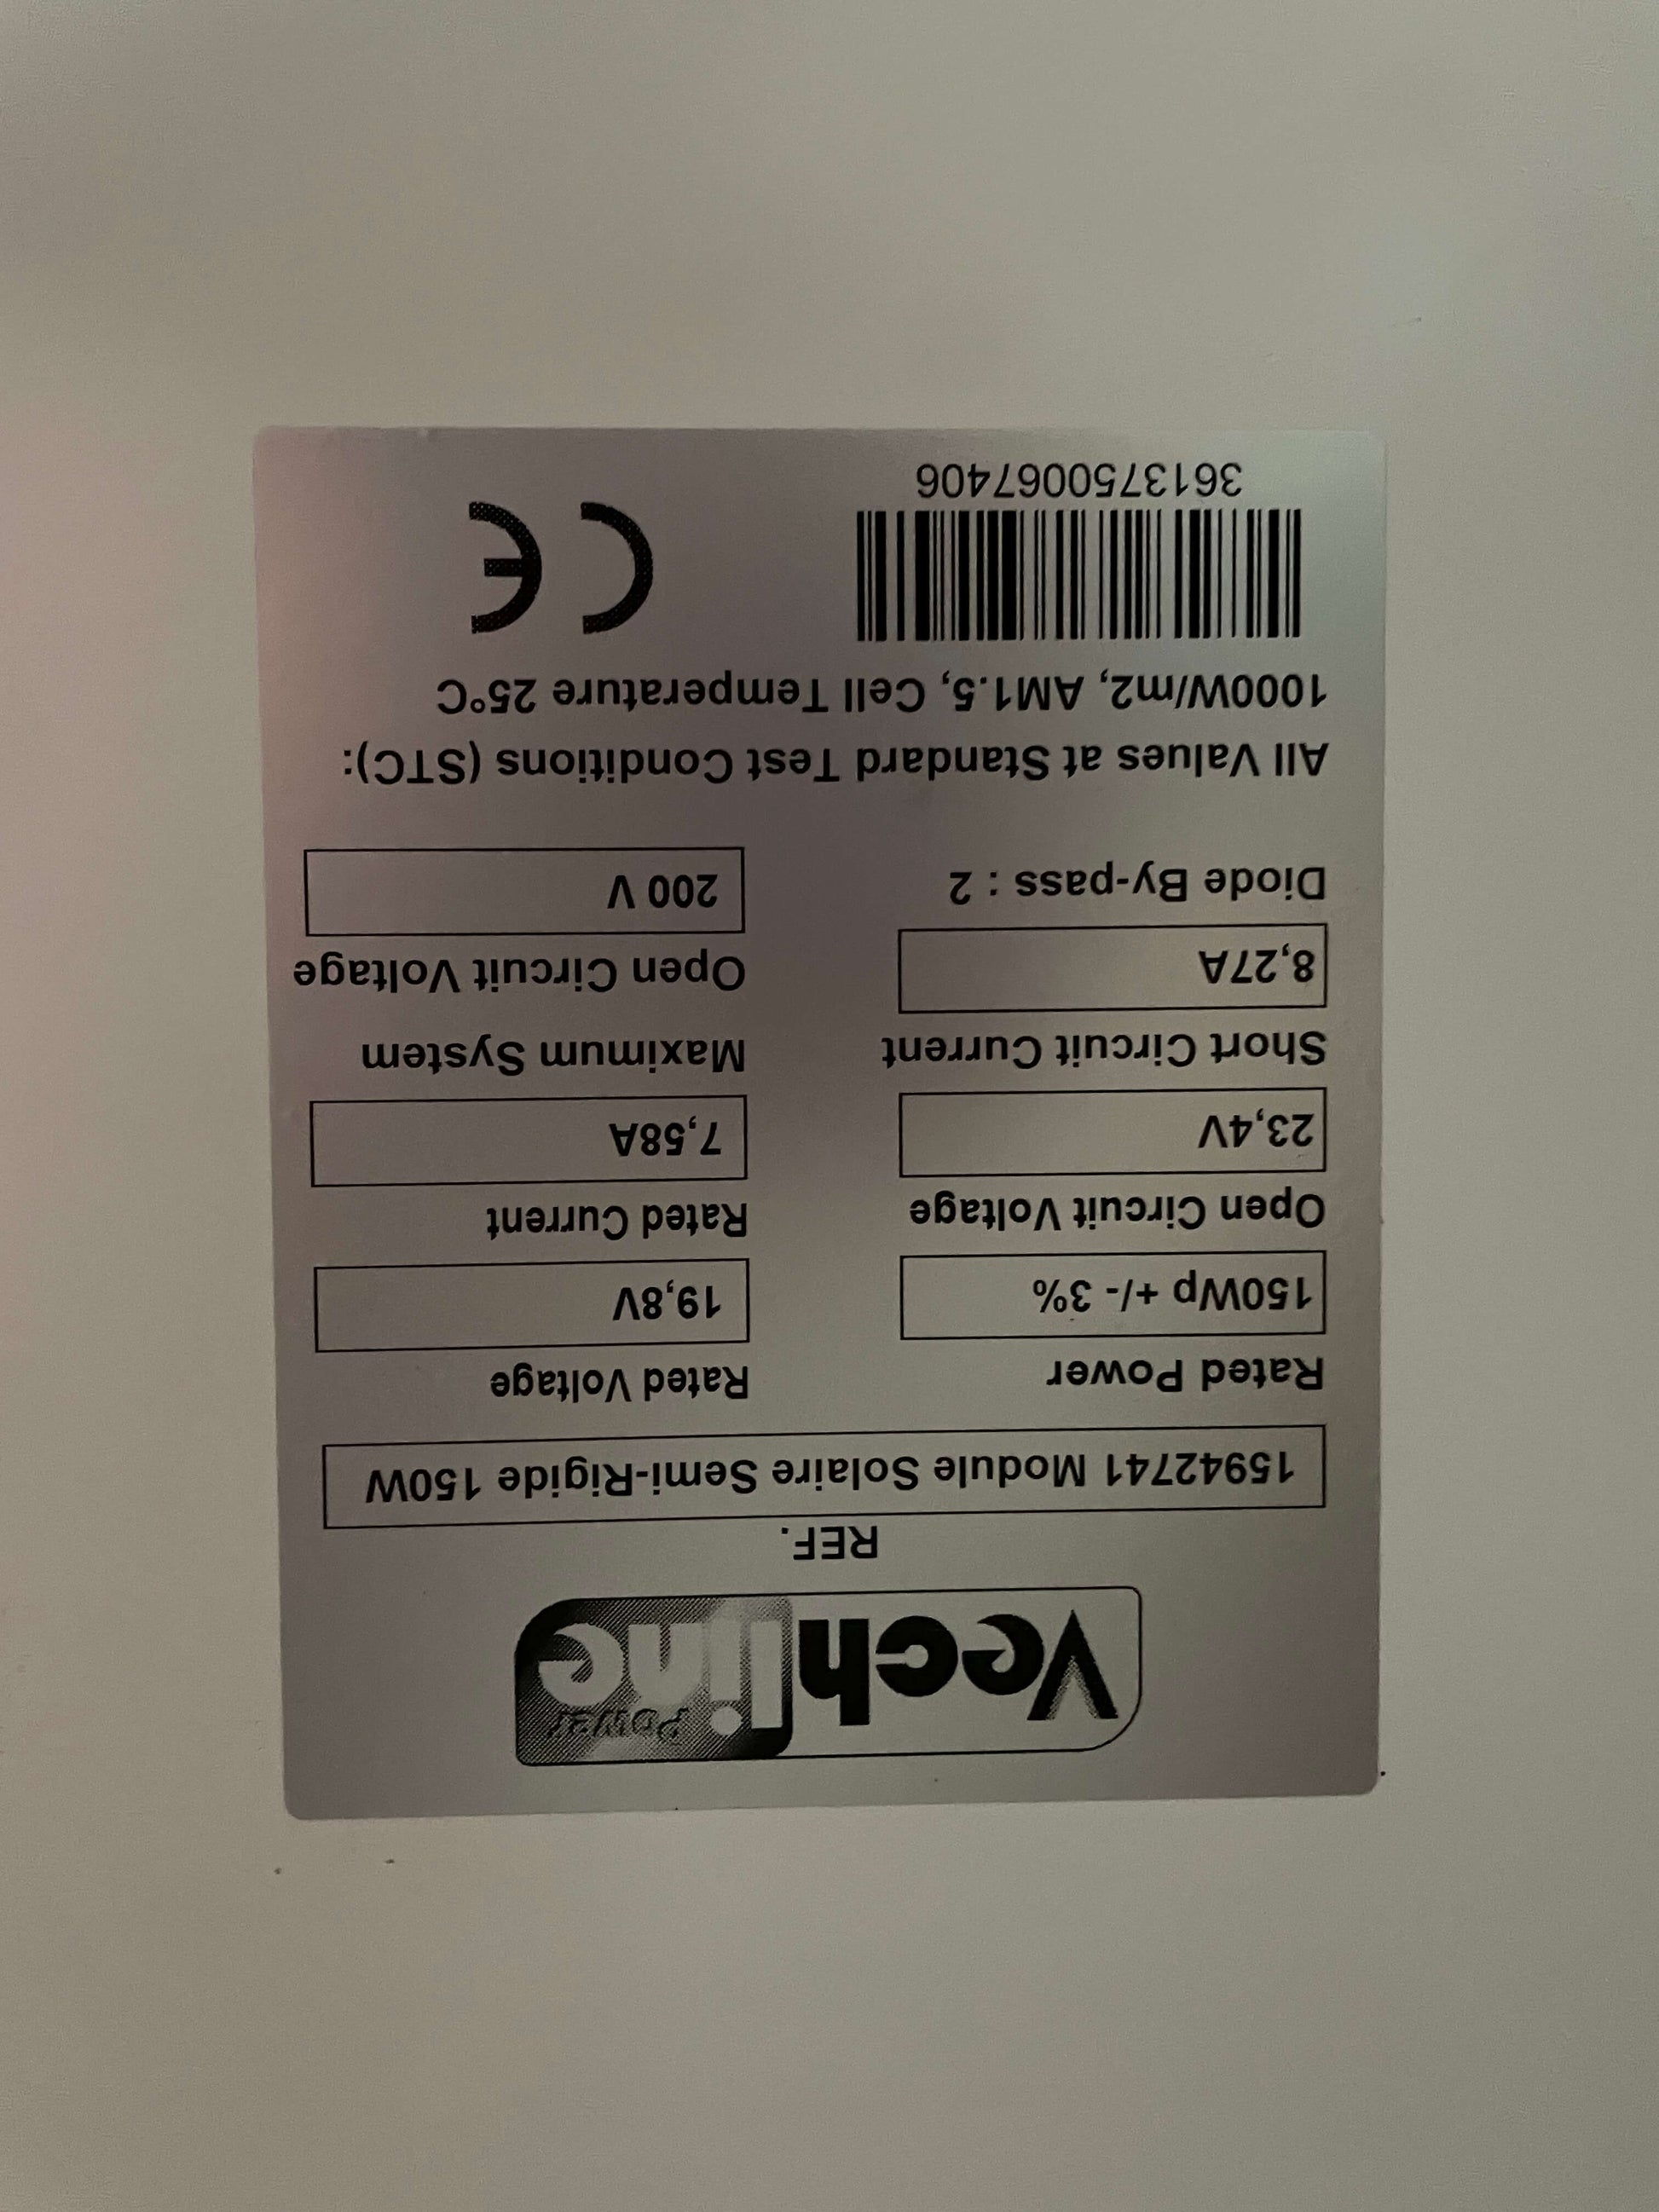 Vechline
Power
REF.
15942741 Module Solaire Semi-Rigide 150W
Rated Power
150Wp +/- 3%
Open Circuit Voltage
23,4V
Short Circuit Current
8,27A
Diode By-pass : 2
Rated Voltage
19,8V
Rated Current
7,58A
Maximum System
Open Circuit Voltage
200 V
All Values at Standard Test Conditions (STC):
1000W/m2, AM1.5, Cell Temperature 25°C
3613750067406
CE